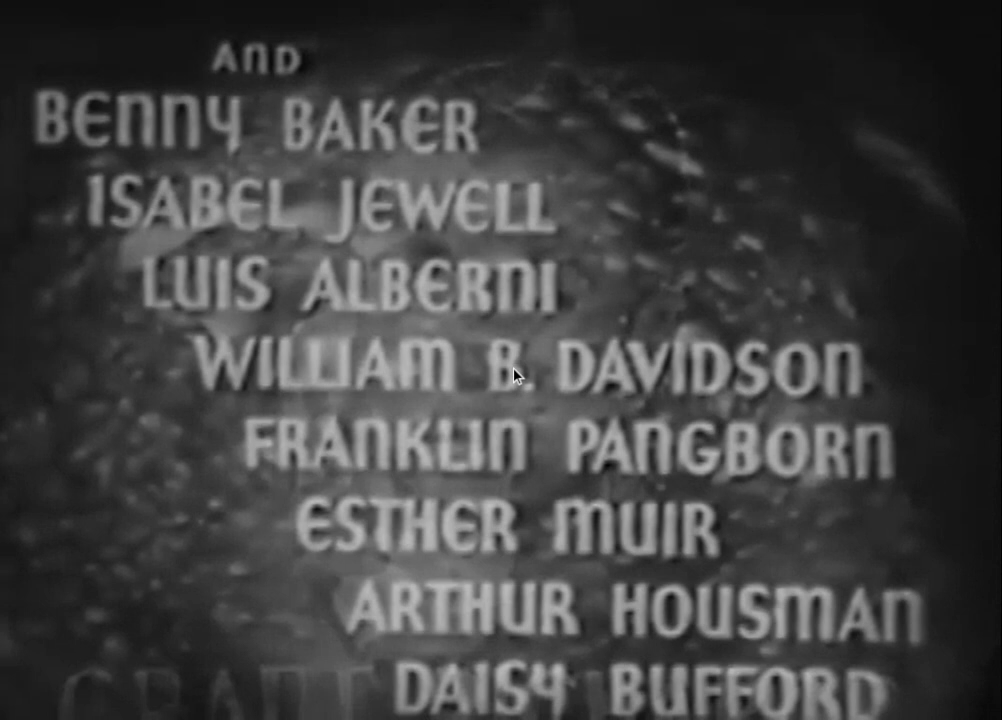 AND
BENNY BAKER
ISABEL JEWELL
LUIS ALBERNI
WILLIAM B. DAVIDSON
FRANKLIN PANGBORN
ESTHER MUIR
ARTHUR HOUSMAN
DAISY BUFFORD